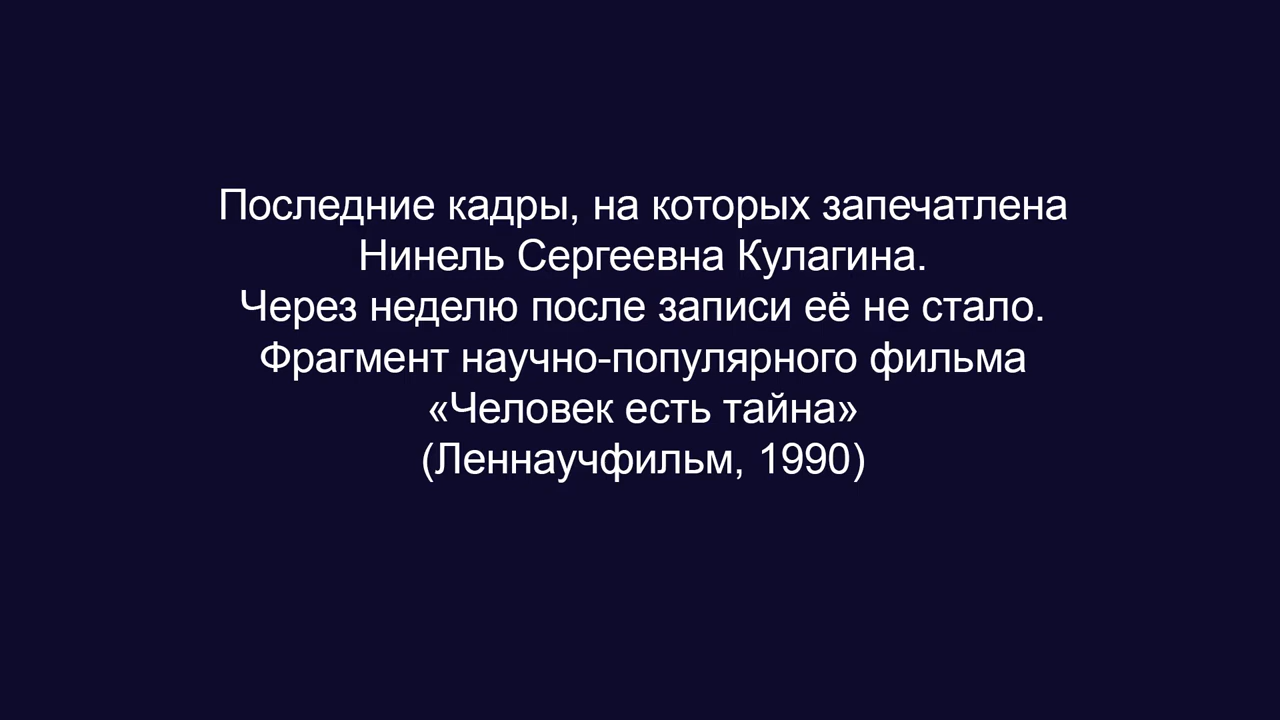 Последние кадры, на которых запечатлена
Нинель Сергеевна Кулагина.
Через неделю после записи её не стало.
Фрагмент научно-популярного фильма
«Человек есть тайна»
(Леннаучфильм, 1990)